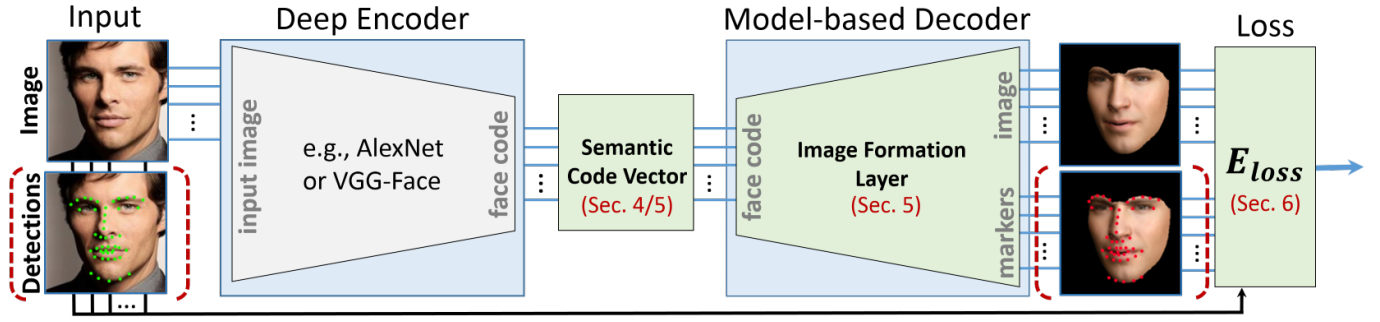 Input
Deep Encoder
Model-based Decoder
Loss
Image
Detections
...
...
input image
e.g., AlexNet
or VGG-Face
face code
...
Semantic
Code Vector
(Sec. 4/5)
...
face code
Image Formation
Layer
(Sec. 5)
image
markers
...
...
...
...
E_loss
(Sec. 6)